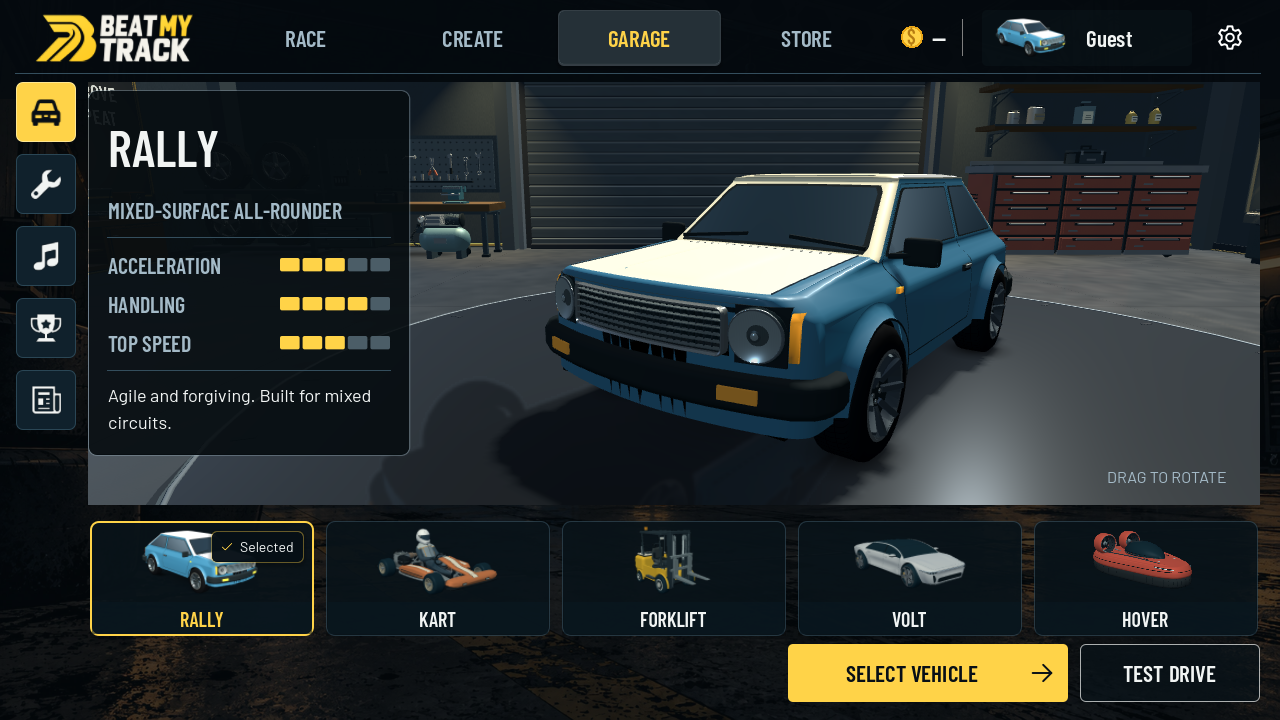 BEAT MY
TRACK
RACE
CREATE
GARAGE
STORE
–
Guest
RALLY
MIXED-SURFACE ALL-ROUNDER
ACCELERATION
HANDLING
TOP SPEED
Agile and forgiving. Built for mixed
circuits.
DRAG TO ROTATE
Selected
RALLY
KART
FORKLIFT
VOLT
HOVER
SELECT VEHICLE
TEST DRIVE